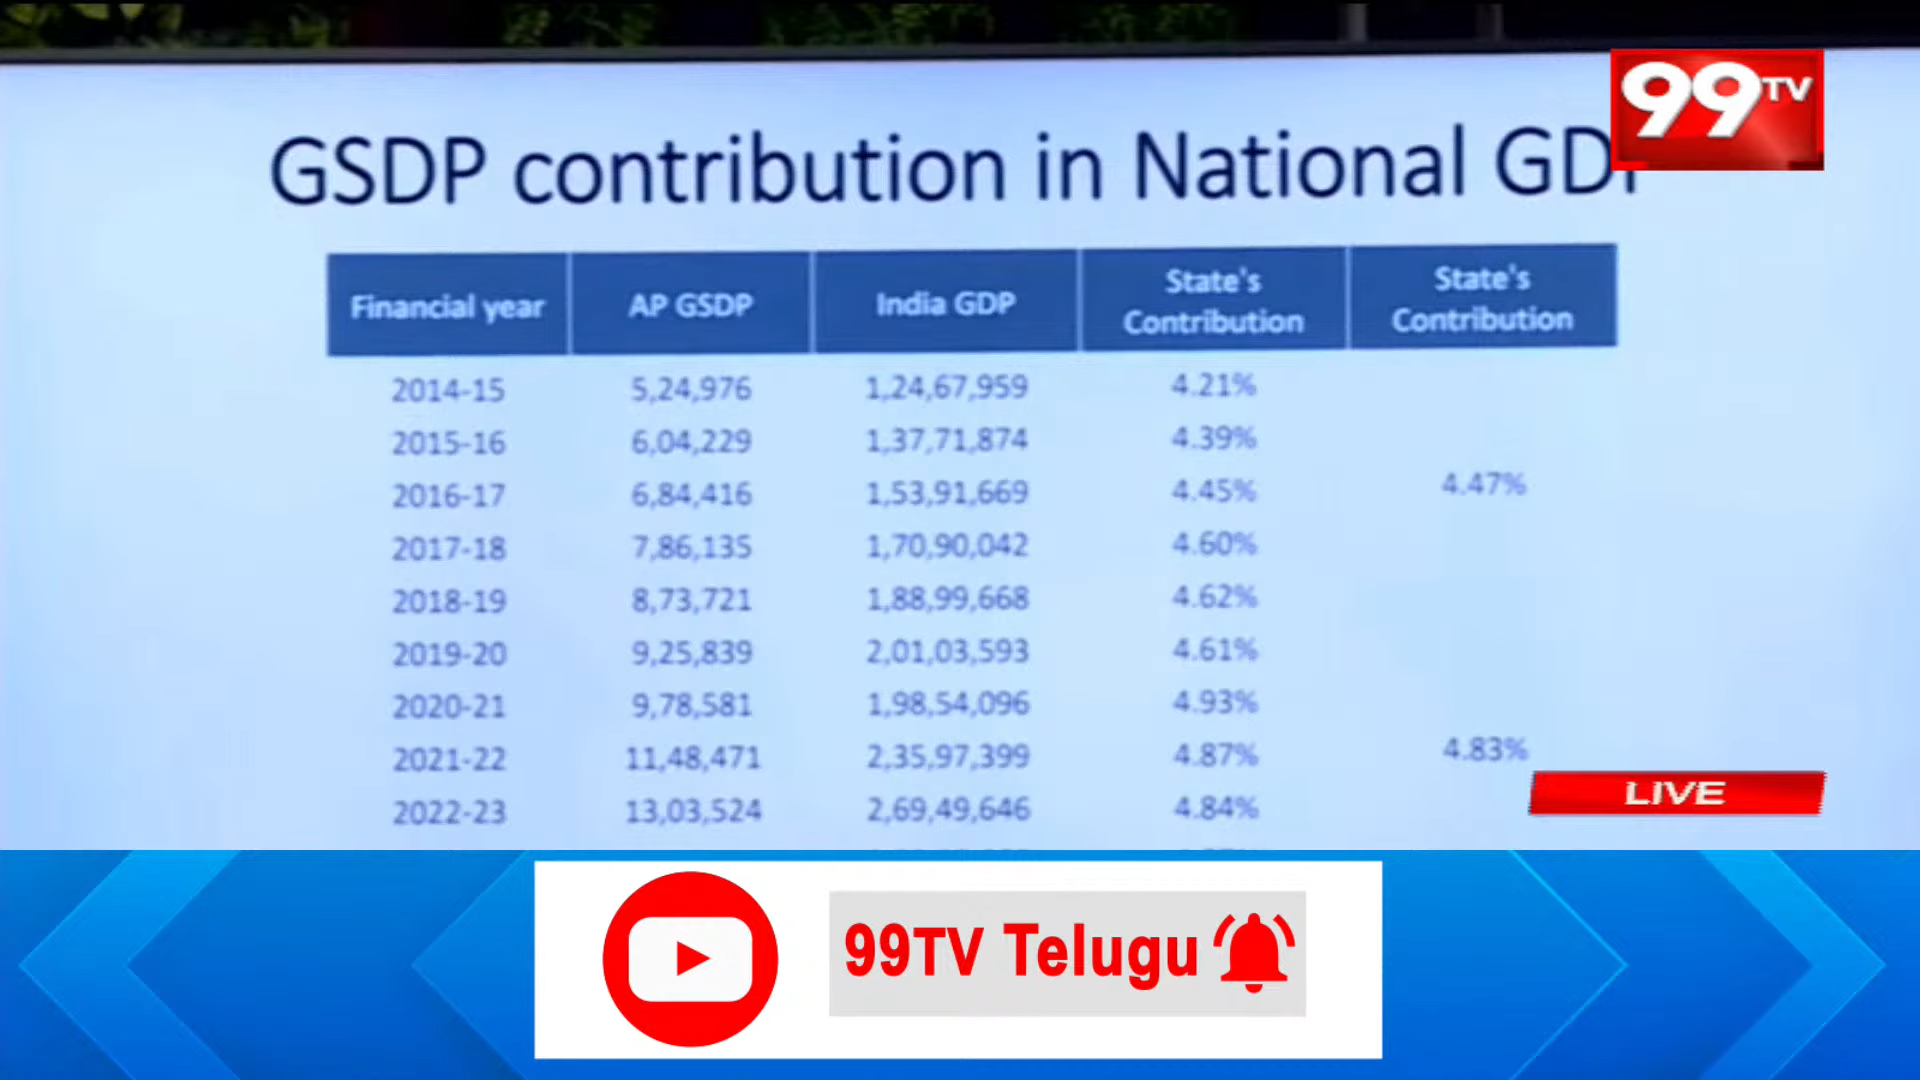 99TV
GSDP contribution in National GDP
Financial year AP GSDP India GDP State's Contribution State's Contribution
2014-15 5,24,976 1,24,67,959 4.21%
2015-16 6,04,229 1,37,71,874 4.39%
2016-17 6,84,416 1,53,91,669 4.45% 4.47%
2017-18 7,86,135 1,70,90,042 4.60%
2018-19 8,73,721 1,88,99,668 4.62%
2019-20 9,25,839 2,01,03,593 4.61%
2020-21 9,78,581 1,98,54,096 4.93%
2021-22 11,48,471 2,35,97,399 4.87% 4.83%
2022-23 13,03,524 2,69,49,646 4.84%
LIVE
99TV Telugu